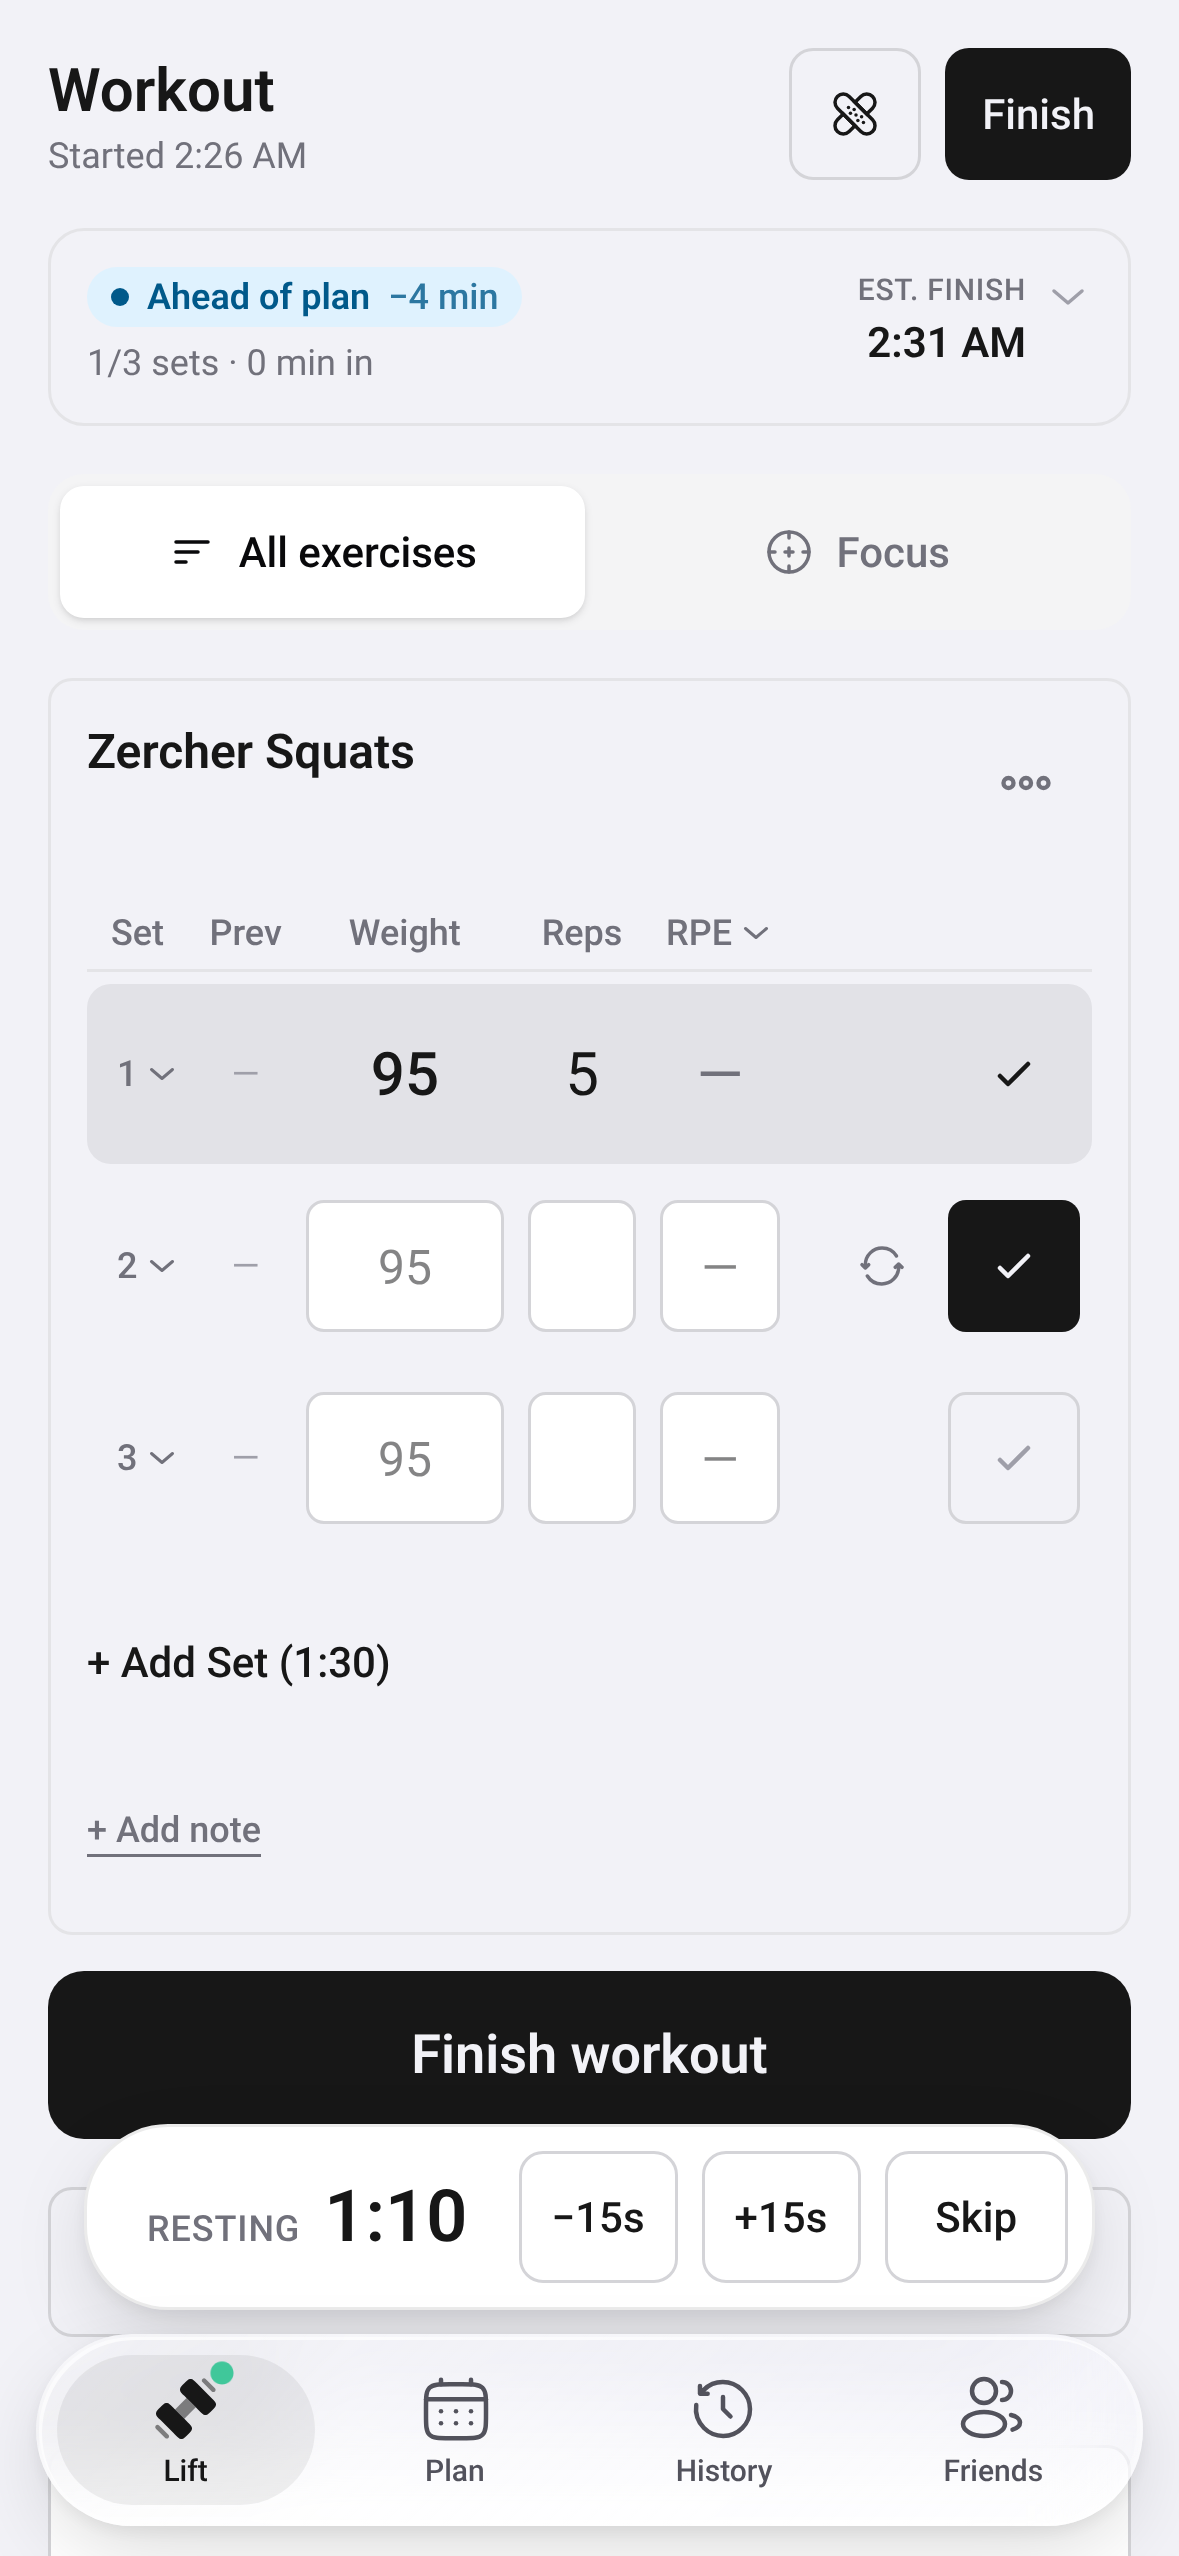 Workout
Started 2:26 AM
Finish
Ahead of plan −4 min
1/3 sets · 0 min in
EST. FINISH
2:31 AM
All exercises
Focus
Zercher Squats
Set Prev Weight Reps RPE
1 – 95 5 —
2 – 95 —
3 – 95 —
+ Add Set (1:30)
+ Add note
Finish workout
RESTING 1:10 −15s +15s Skip
Lift Plan History Friends